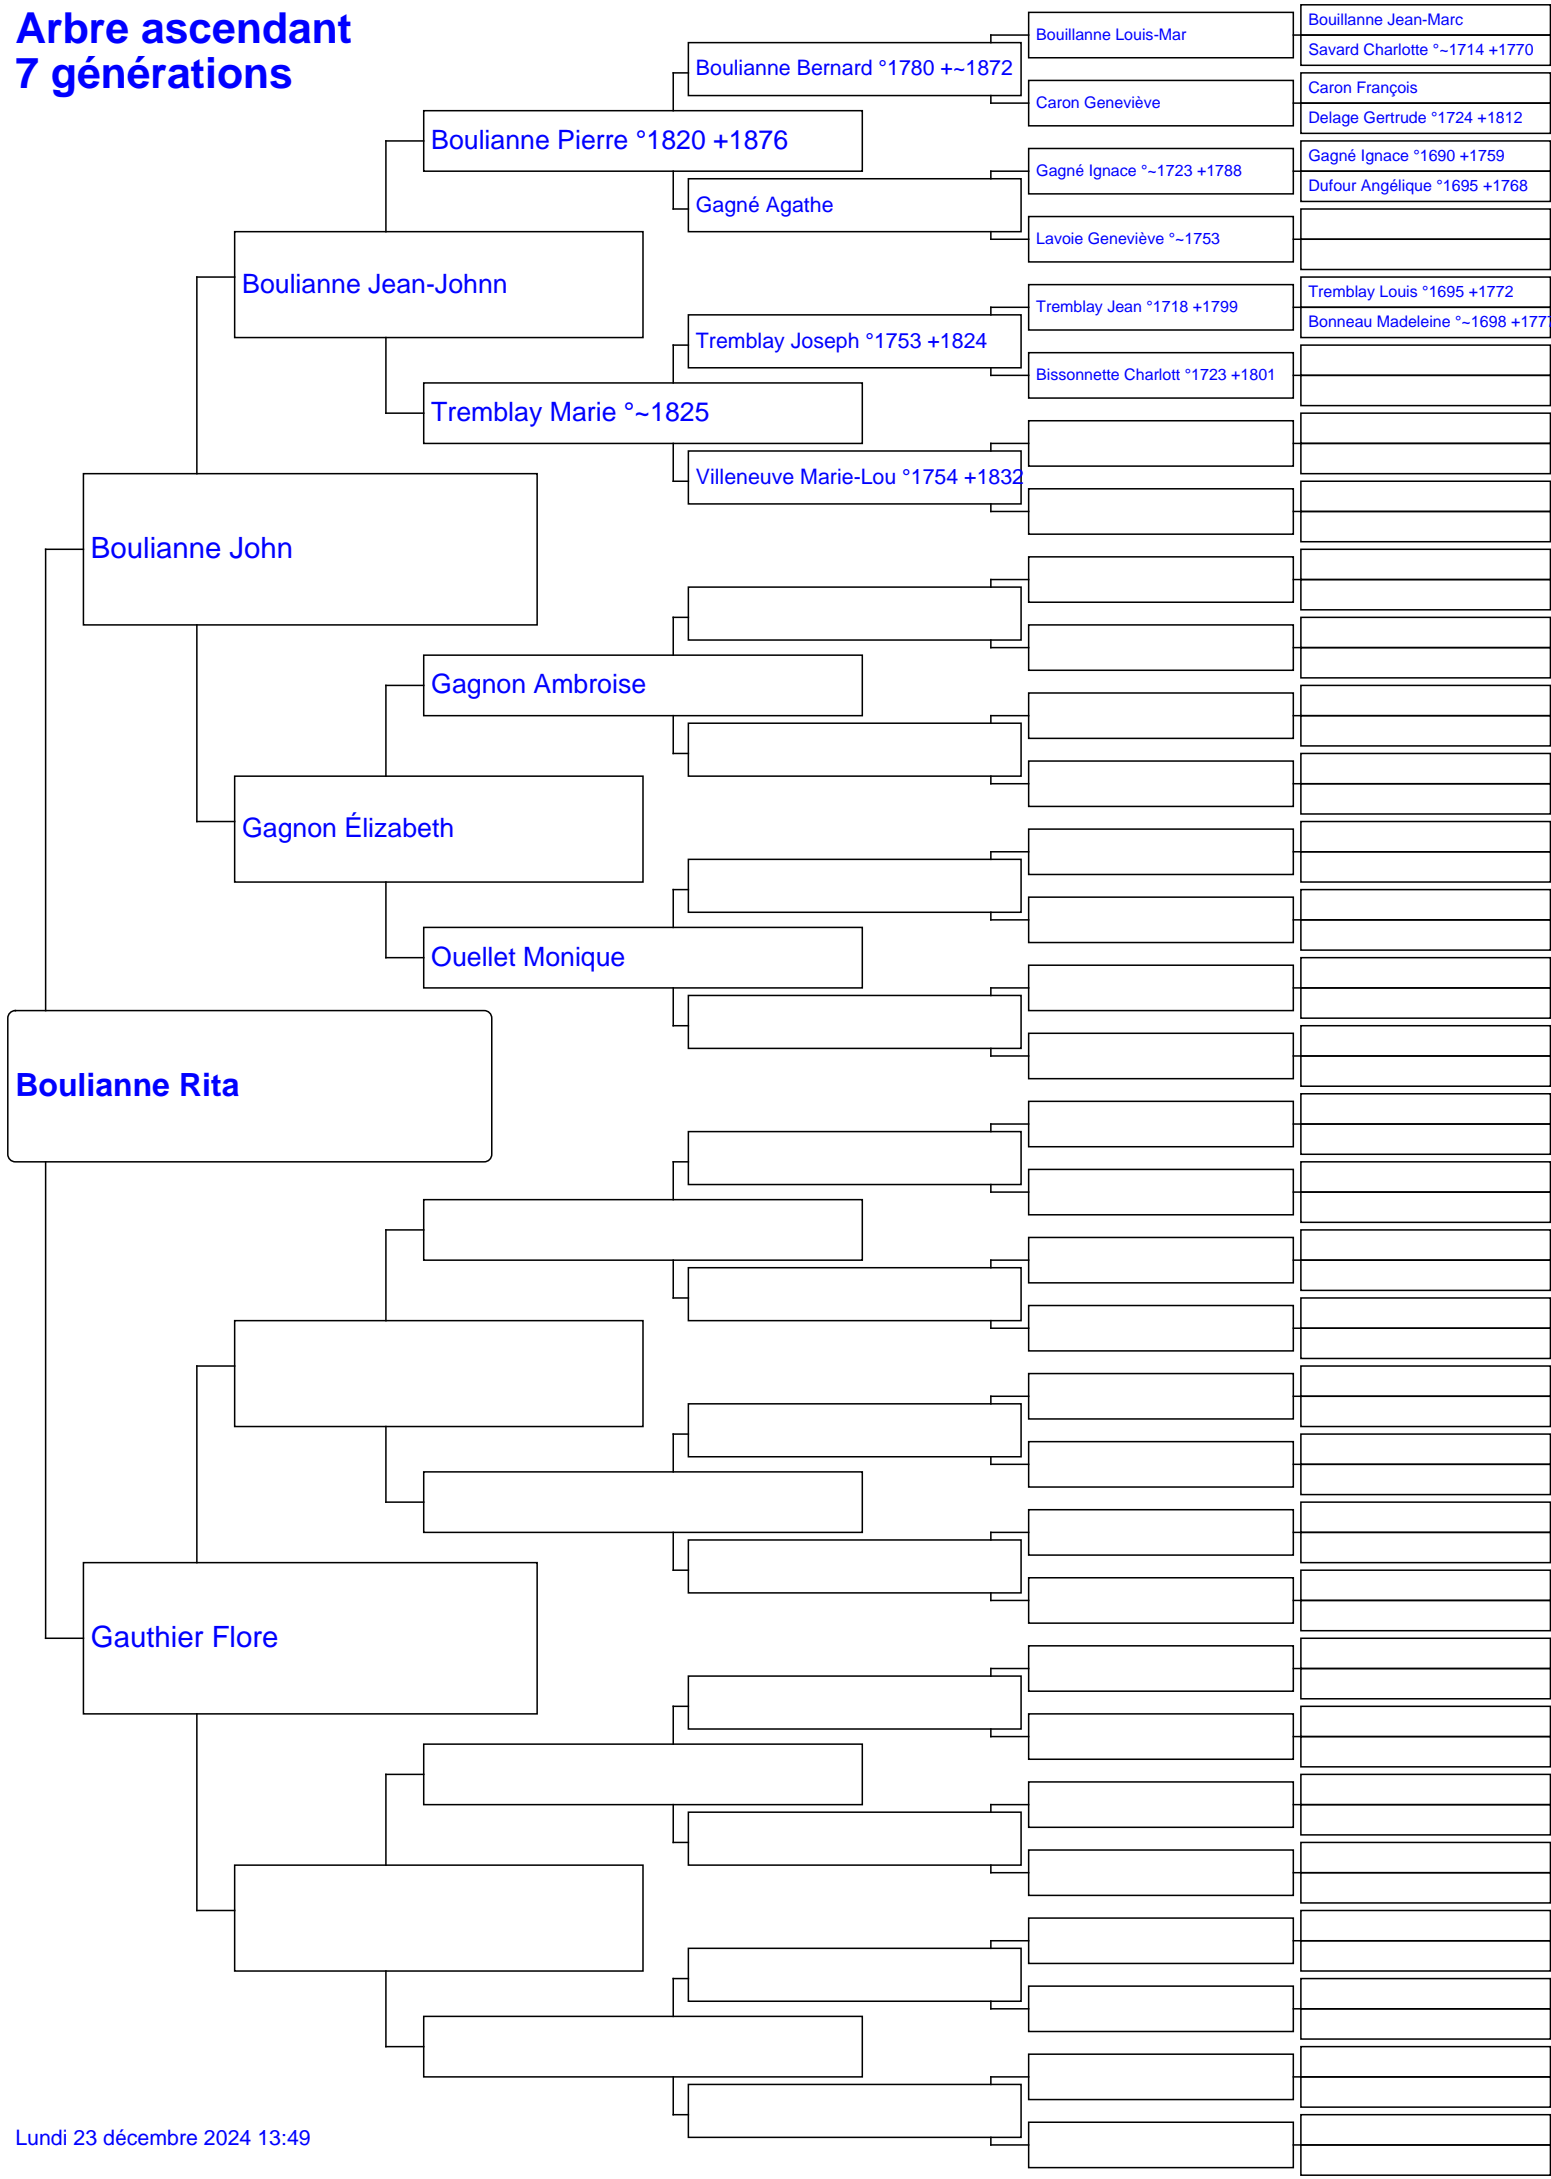 Arbre ascendant
7 générations
Bouillanne Jean-Marc
Bouillanne Louis-Mar
Savard Charlotte °~1714 +1770
Boulianne Bernard °1780 +~1872
Caron François
Caron Geneviève
Delage Gertrude °1724 +1812
Boulianne Pierre °1820 +1876
Gagné Ignace °1690 +1759
Gagné Ignace °~1723 +1788
Dufour Angélique °1695 +1768
Gagné Agathe
Lavoie Geneviève °~1753
Boulianne Jean-Johnn
Tremblay Louis °1695 +1772
Tremblay Jean °1718 +1799
Bonneau Madeleine °~1698 +177
Tremblay Joseph °1753 +1824
Bissonnette Charlott °1723 +1801
Tremblay Marie °~1825
Villeneuve Marie-Lou °1754 +1832
Boulianne John
Gagnon Ambroise
Gagnon Élizabeth
Ouellet Monique
Boulianne Rita
Gauthier Flore
Lundi 23 décembre 2024 13:49